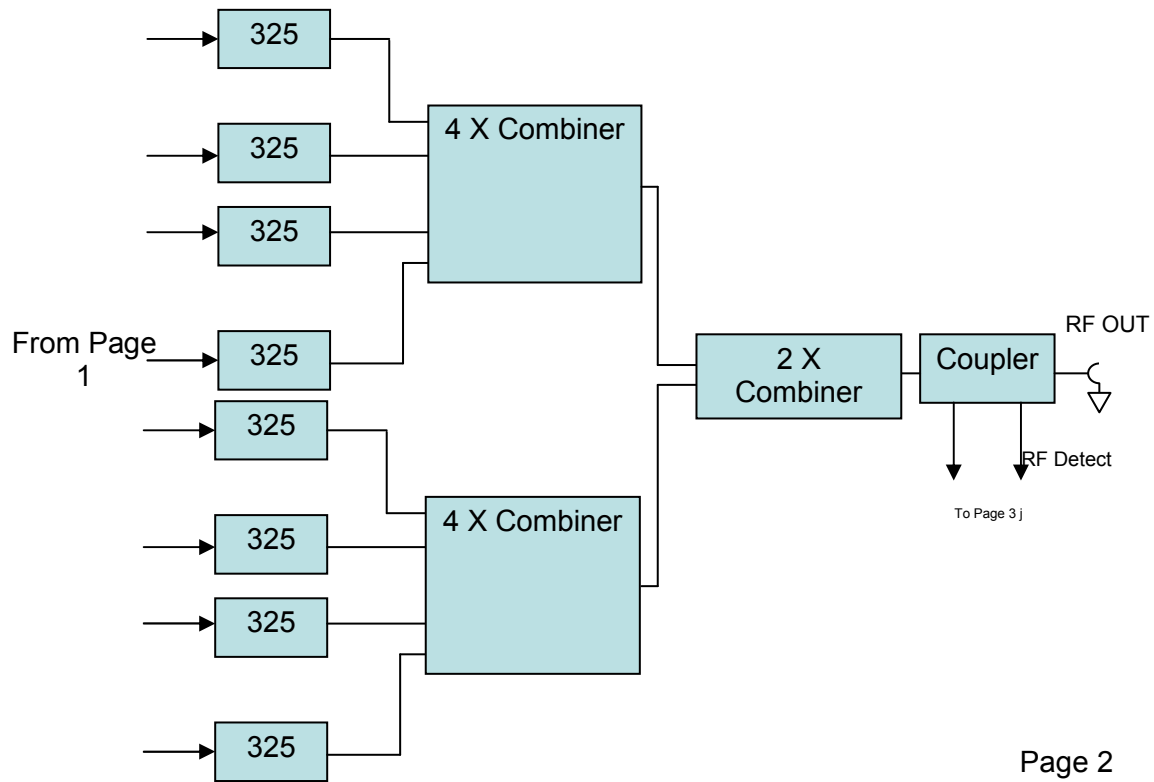 325
4 X Combiner
325
325
From Page
1
325
RF OUT
2 X
Combiner
Coupler
325
RF Detect
4 X Combiner
To Page 3 j
325
325
325
Page 2